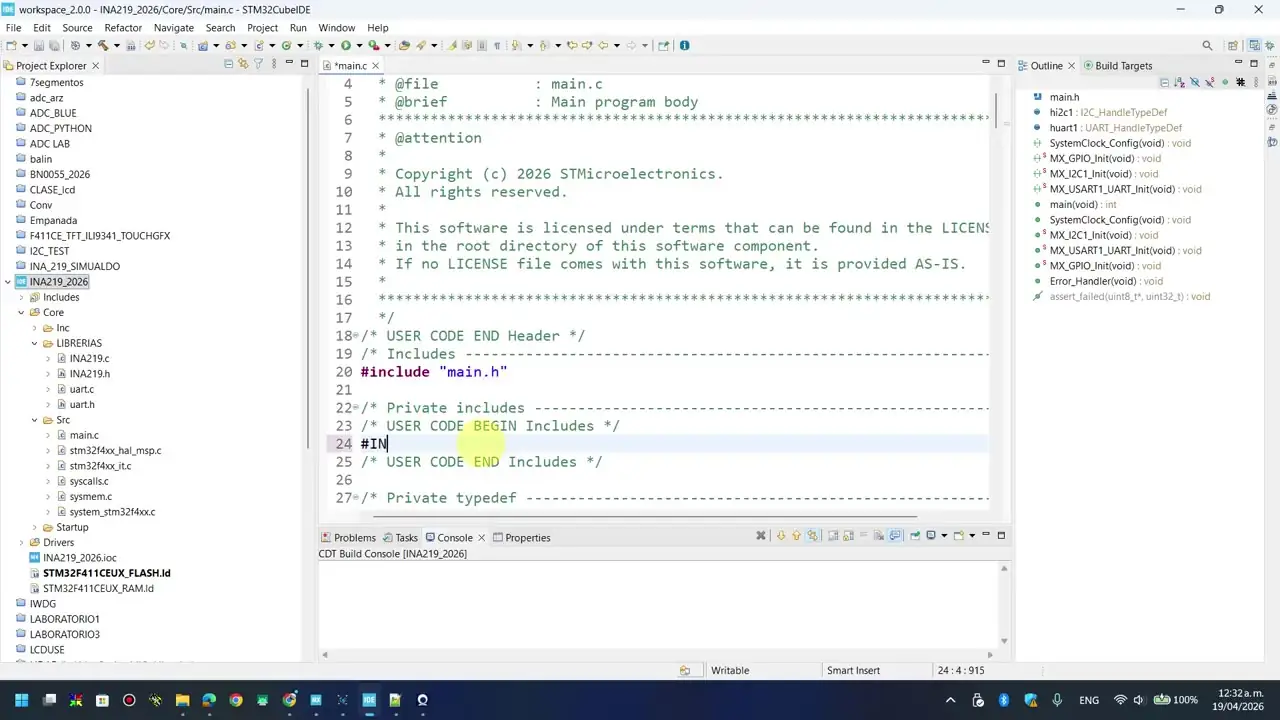 workspace_2.0.0 - INA219_2026/Core/Src/main.c - STM32CubeIDE
File Edit Source Refactor Navigate Search Project Run Window Help
Project Explorer
7segmentos
adc_arz
ADC_BLUE
ADC_PYTHON
ADC LAB
balin
BN0055_2026
CLASE_lcd
Conv
Empanada
F411CE_TFT_ILI9341_TOUCHGFX
I2C_TEST
INA_219_SIMUALDO
INA219_2026
Includes
Core
Inc
LIBRERIAS
INA219.c
INA219.h
uart.c
uart.h
Src
main.c
stm32f4xx_hal_msp.c
stm32f4xx_it.c
syscalls.c
sysmem.c
system_stm32f4xx.c
Startup
Drivers
INA219_2026.ioc
STM32F411CEUX_FLASH.ld
STM32F411CEUX_RAM.ld
IWDG
LABORATORIO1
LABORATORIO3
LCDUSE
*main.c
4 * @file : main.c
5 * @brief : Main program body
6 ******************************************************************************
7 * @attention
8 *
9 * Copyright (c) 2026 STMicroelectronics.
10 * All rights reserved.
11 *
12 * This software is licensed under terms that can be found in the LICENS
13 * in the root directory of this software component.
14 * If no LICENSE file comes with this software, it is provided AS-IS.
15 *
16 ******************************************************************************
17 */
18 /* USER CODE END Header */
19 /* Includes ------------------------------------------------------------------
20 #include "main.h"
21
22 /* Private includes ----------------------------------------------------------
23 /* USER CODE BEGIN Includes */
24 #IN
25 /* USER CODE END Includes */
26
27 /* Private typedef -----------------------------------------------------------
Problems Tasks Console Properties
CDT Build Console [INA219_2026]
Outline Build Targets
main.h
hi2c1 : I2C_HandleTypeDef
huart1 : UART_HandleTypeDef
SystemClock_Config(void) : void
MX_GPIO_Init(void) : void
MX_I2C1_Init(void) : void
MX_USART1_UART_Init(void) : void
main(void) : int
SystemClock_Config(void) : void
MX_I2C1_Init(void) : void
MX_USART1_UART_Init(void) : void
MX_GPIO_Init(void) : void
Error_Handler(void) : void
assert_failed(uint8_t*, uint32_t) : void
Writable Smart Insert 24 : 4 : 915
ENG 100% 12:32 a. m.
19/04/2026